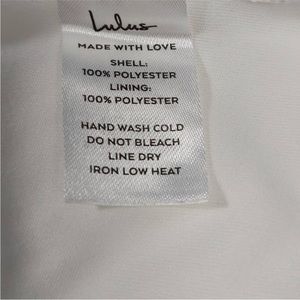 Lulus
MADE WITH LOVE
SHELL:
100% POLYESTER
LINING:
100% POLYESTER
HAND WASH COLD
DO NOT BLEACH
LINE DRY
IRON LOW HEAT